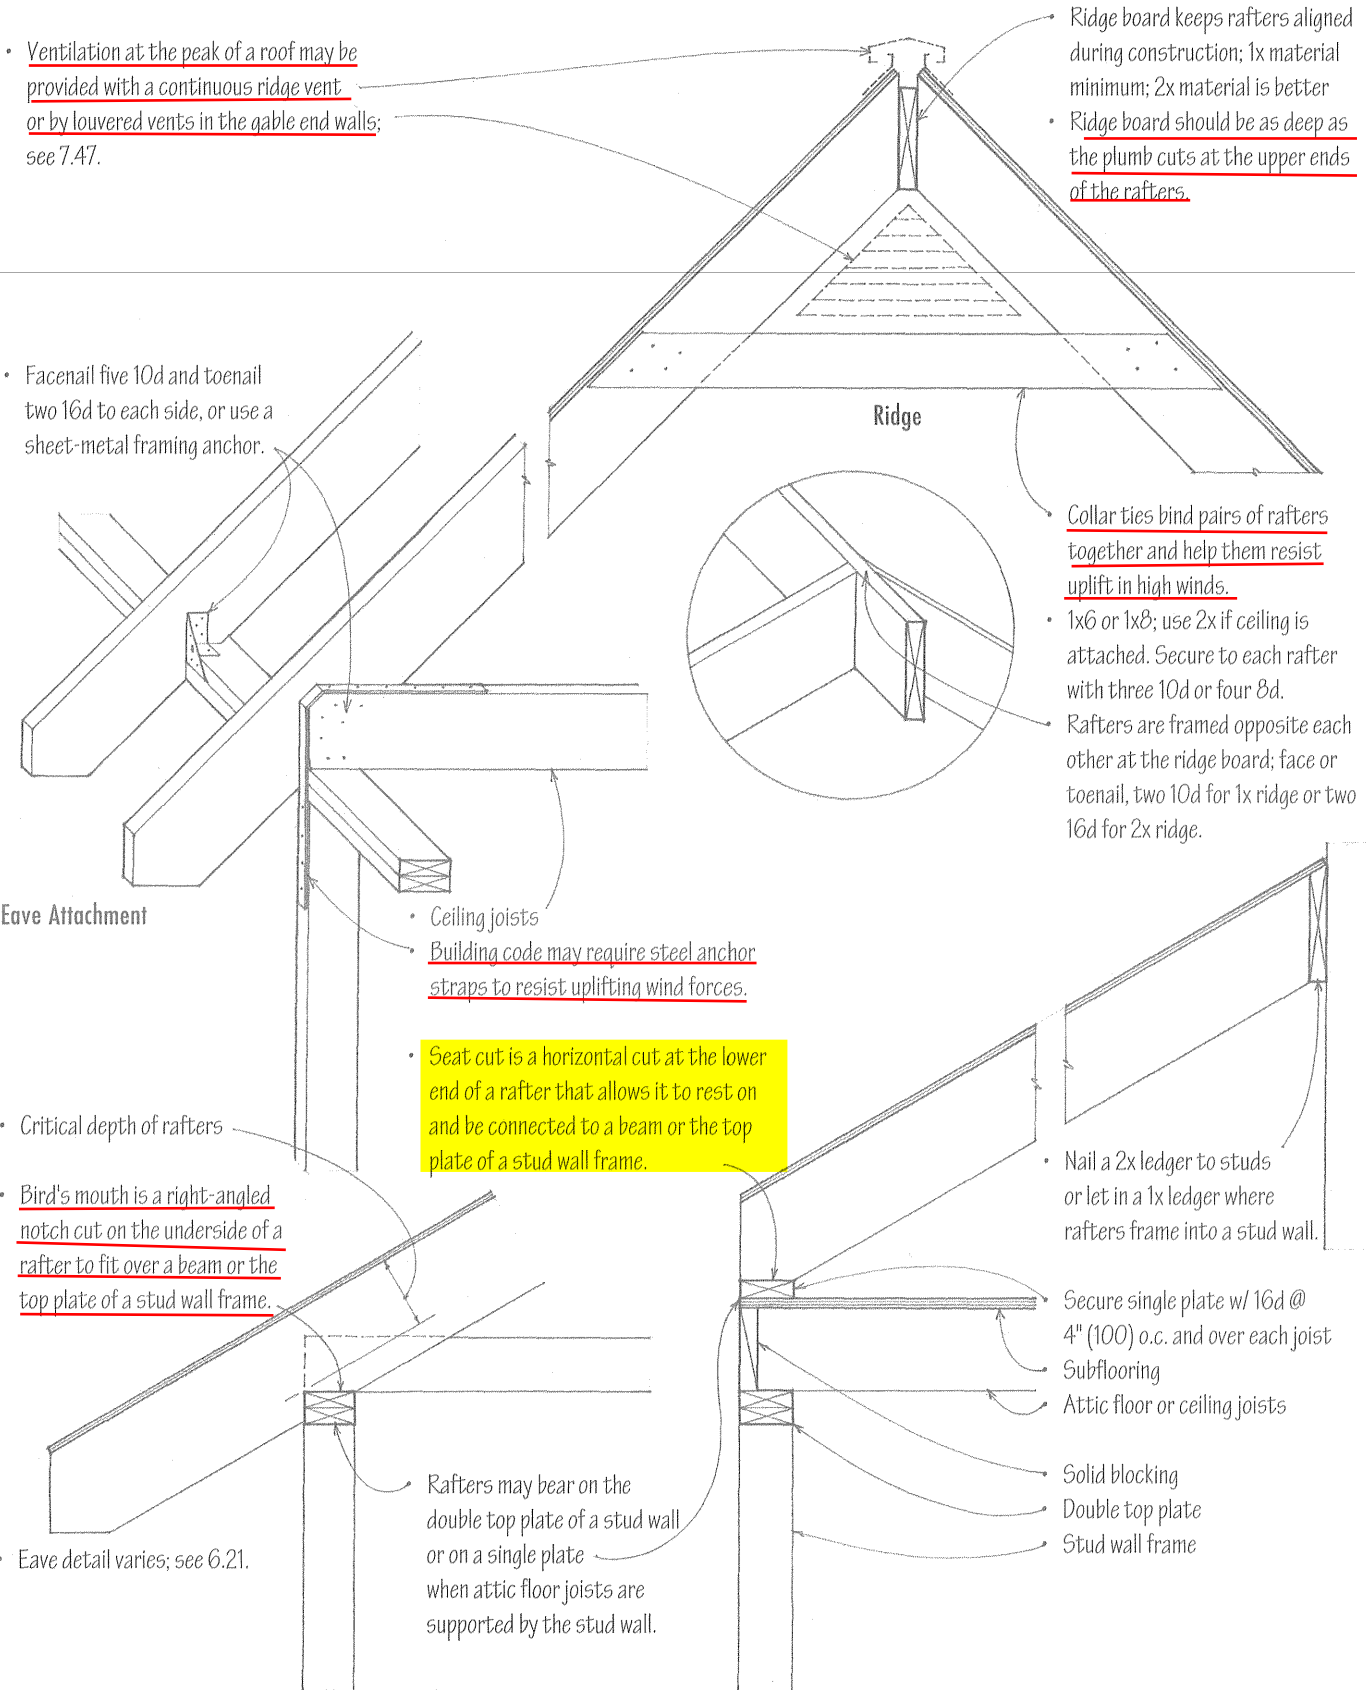 • Ventilation at the peak of a roof may be
provided with a continuous ridge vent
or by louvered vents in the gable end walls;
see 7.47.
• Ridge board keeps rafters aligned
during construction; 1x material
minimum; 2x material is better
• Ridge board should be as deep as
the plumb cuts at the upper ends
of the rafters.
• Facenail five 10d and toenail
two 16d to each side, or use a
sheet-metal framing anchor.
Ridge
• Collar ties bind pairs of rafters
together and help them resist
uplift in high winds.
• 1x6 or 1x8; use 2x if ceiling is
attached. Secure to each rafter
with three 10d or four 8d.
• Rafters are framed opposite each
other at the ridge board; face or
toenail, two 10d for 1x ridge or two
16d for 2x ridge.
Eave Attachment
• Ceiling joists
• Building code may require steel anchor
straps to resist uplifting wind forces.
• Seat cut is a horizontal cut at the lower
end of a rafter that allows it to rest on
and be connected to a beam or the top
plate of a stud wall frame.
• Critical depth of rafters
• Bird's mouth is a right-angled
notch cut on the underside of a
rafter to fit over a beam or the
top plate of a stud wall frame.
• Nail a 2x ledger to studs
or let in a 1x ledger where
rafters frame into a stud wall.
• Secure single plate w/ 16d @
4" (100) o.c. and over each joist
• Subflooring
• Attic floor or ceiling joists
• Solid blocking
• Double top plate
• Stud wall frame
• Rafters may bear on the
double top plate of a stud wall
or on a single plate
when attic floor joists are
supported by the stud wall.
• Eave detail varies; see 6.21.